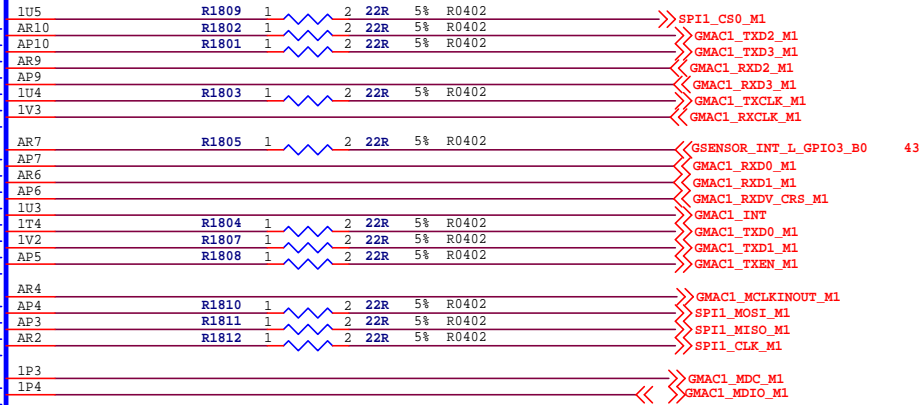 1U5 R1809 1 2 22R 5% R0402 SPI1_CS0_M1
AR10 R1802 1 2 22R 5% R0402 GMAC1_TXD2_M1
AP10 R1801 1 2 22R 5% R0402 GMAC1_TXD3_M1
AR9 GMAC1_RXD2_M1
AP9 GMAC1_RXD3_M1
1U4 R1803 1 2 22R 5% R0402 GMAC1_TXCLK_M1
1V3 GMAC1_RXCLK_M1
AR7 R1805 1 2 22R 5% R0402 GSENSOR_INT_L_GPIO3_B0 43
AP7 GMAC1_RXD0_M1
AR6 GMAC1_RXD1_M1
AP6 GMAC1_RXDV_CRS_M1
1U3 GMAC1_INT
1T4 R1804 1 2 22R 5% R0402 GMAC1_TXD0_M1
1V2 R1807 1 2 22R 5% R0402 GMAC1_TXD1_M1
AP5 R1808 1 2 22R 5% R0402 GMAC1_TXEN_M1
AR4 GMAC1_MCLKINOUT_M1
AP4 R1810 1 2 22R 5% R0402 SPI1_MOSI_M1
AP3 R1811 1 2 22R 5% R0402 SPI1_MISO_M1
AR2 R1812 1 2 22R 5% R0402 SPI1_CLK_M1
1P3 GMAC1_MDC_M1
1P4 GMAC1_MDIO_M1